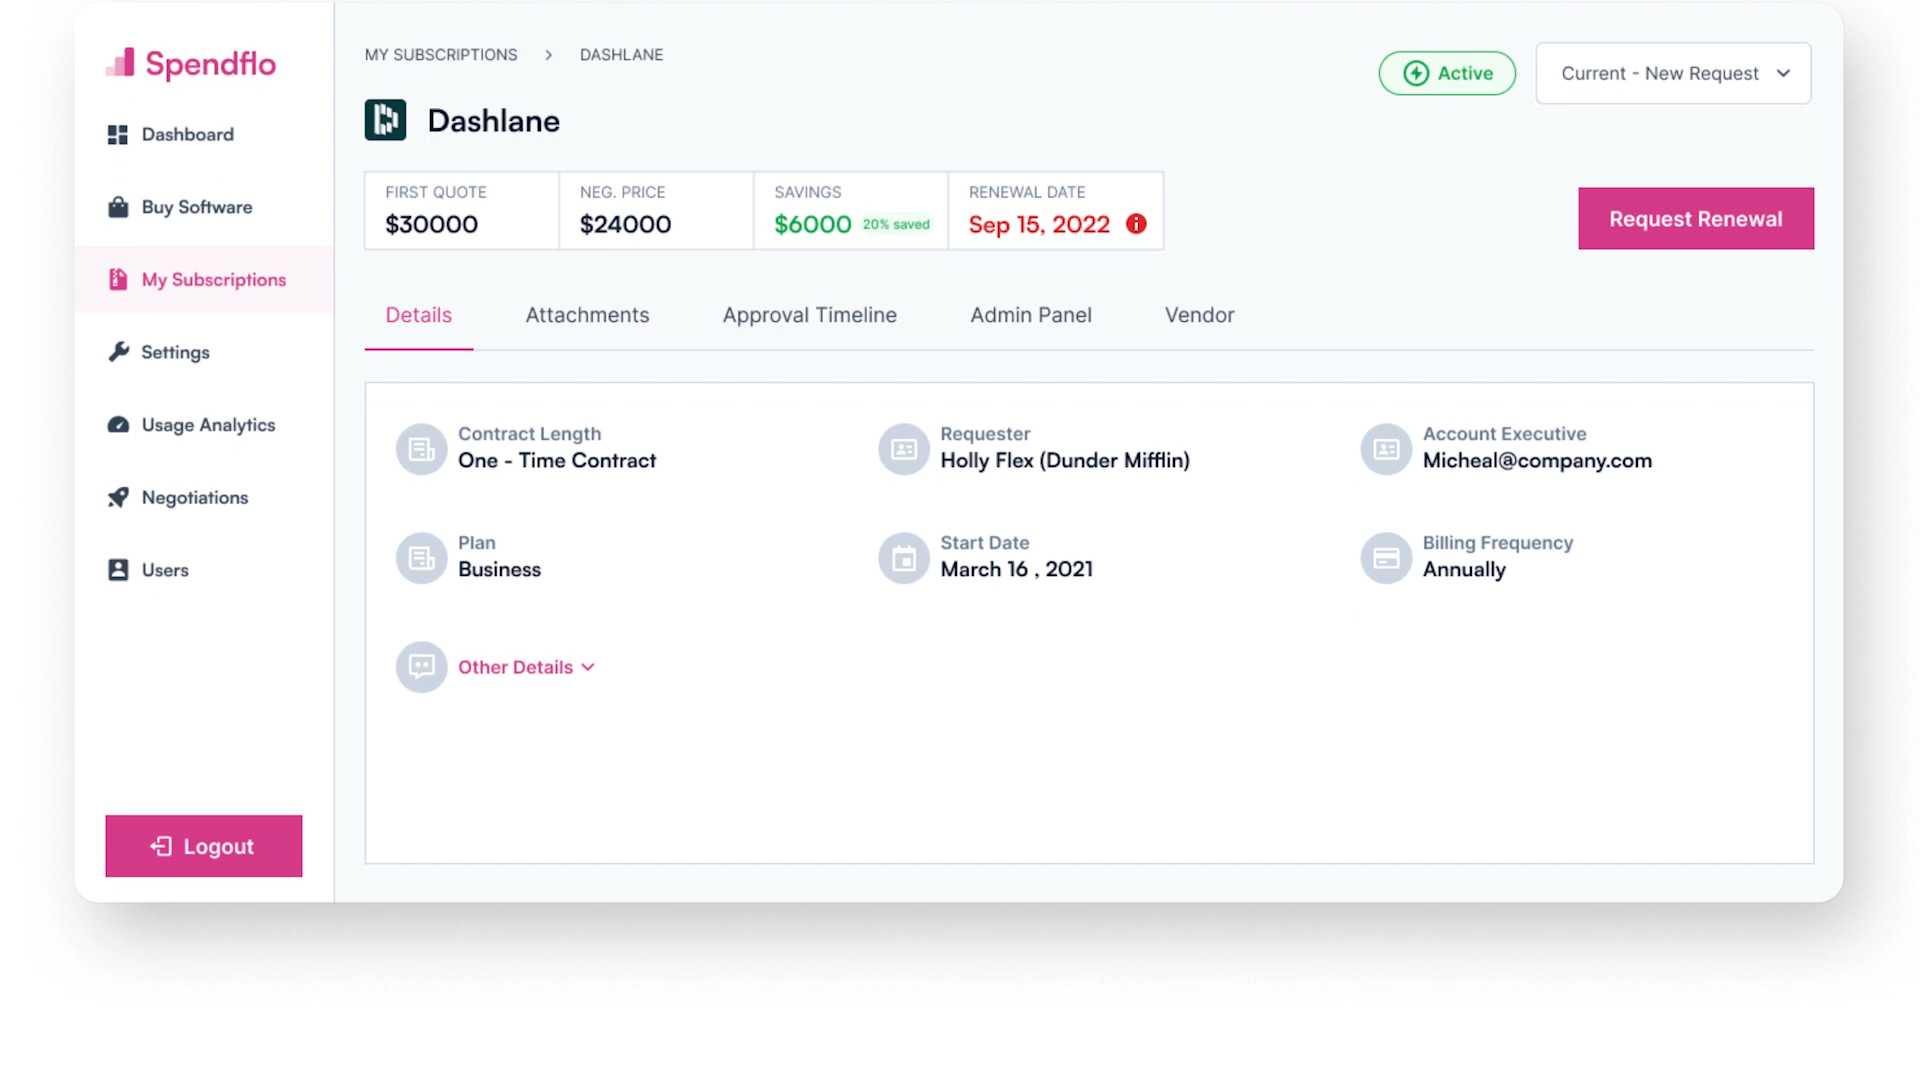 Spendflo
Dashboard
Buy Software
My Subscriptions
Settings
Usage Analytics
Negotiations
Users
Logout
MY SUBSCRIPTIONS > DASHLANE
Dashlane
Active
Current - New Request
FIRST QUOTE
$30000
NEG. PRICE
$24000
SAVINGS
$6000 20% saved
RENEWAL DATE
Sep 15, 2022
Request Renewal
Details Attachments Approval Timeline Admin Panel Vendor
Contract Length
One - Time Contract
Requester
Holly Flex (Dunder Mifflin)
Account Executive
Micheal@company.com
Plan
Business
Start Date
March 16 , 2021
Billing Frequency
Annually
Other Details